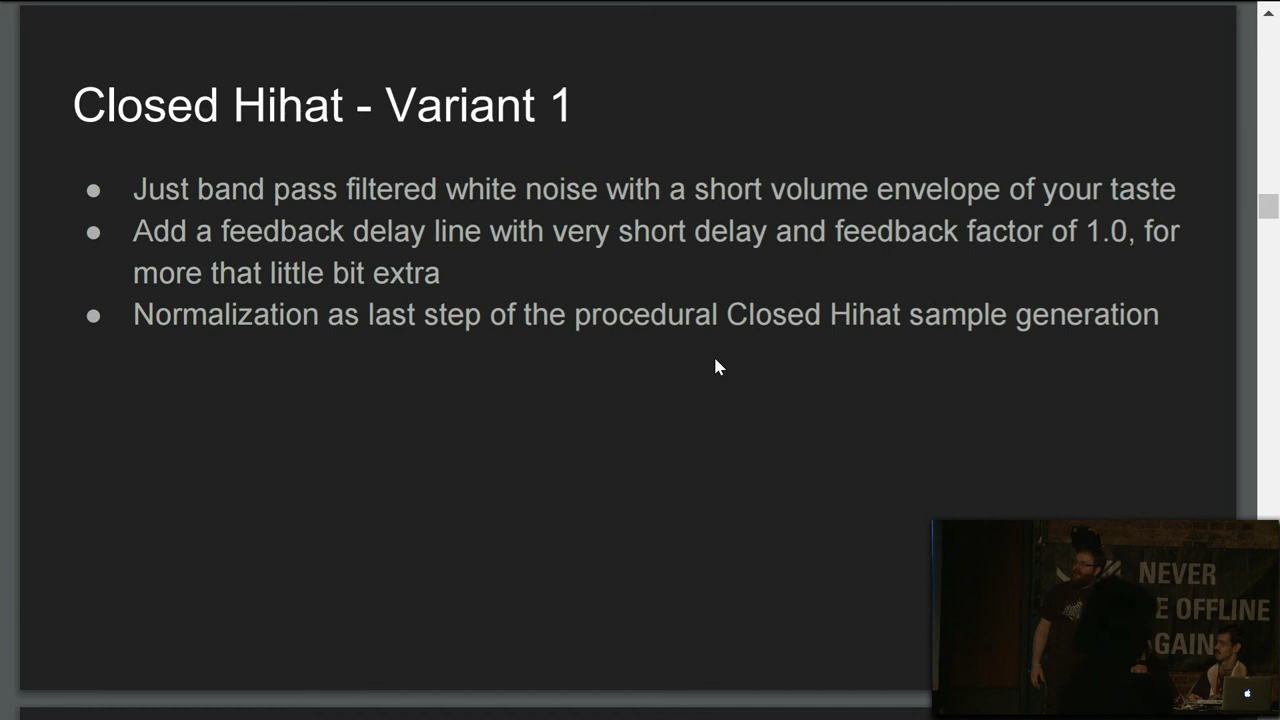 Closed Hihat - Variant 1
● Just band pass filtered white noise with a short volume envelope of your taste
● Add a feedback delay line with very short delay and feedback factor of 1.0, for
more that little bit extra
● Normalization as last step of the procedural Closed Hihat sample generation
NEVER
E OFFLINE
GAIN